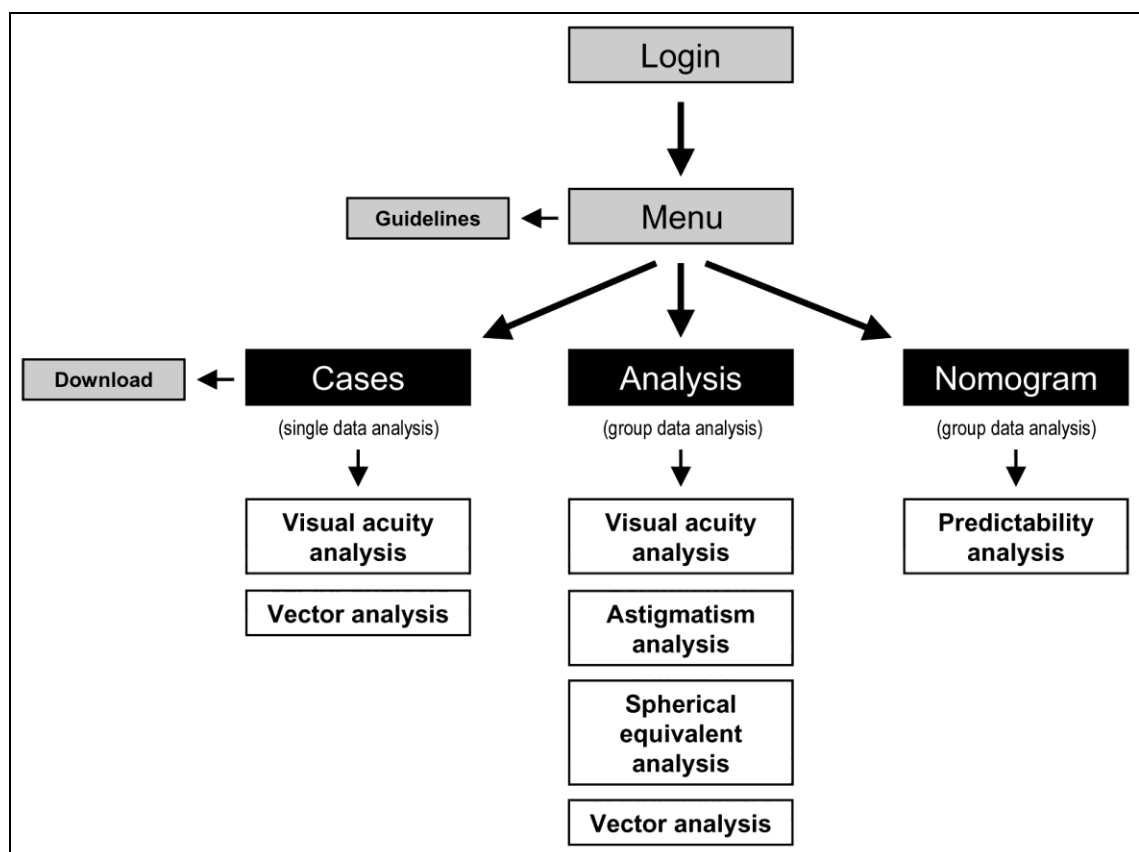 Login
Guidelines
Menu
Download
Cases
Analysis
Nomogram
(single data analysis)
(group data analysis)
(group data analysis)
Visual acuity
analysis
Vector analysis
Visual acuity
analysis
Astigmatism
analysis
Spherical
equivalent
analysis
Vector analysis
Predictability
analysis